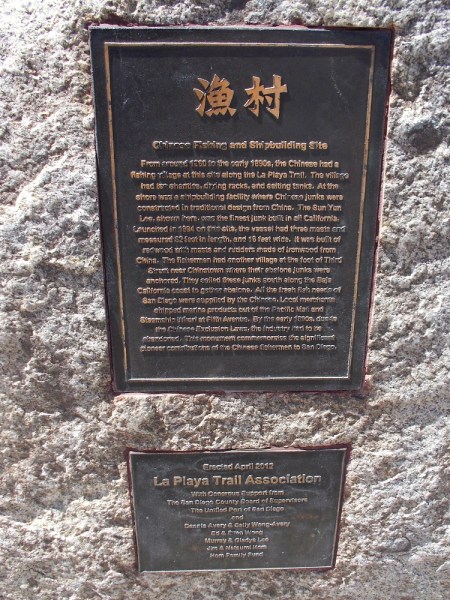 漁村
Chinese Fishing and Shipbuilding Site
From around 1860 to the early 1890s, the Chinese had a
fishing village at this site along the La Playa Trail. The village
had ten shanties, drying racks, and salting tanks. At the
shore was a shipbuilding facility where Chinese junks were
constructed in traditional design from China. The Sun Yun
Lee, shown here, was the finest junk built in all California.
Launched in 1884 on this site, the vessel had three masts and
measured 52 feet in length, and 16 feet wide. It was built of
redwood with masts and rudders made of ironwood from
China. The fishermen had another village at the foot of Third
Street near Chinatown where their abalone junks were
anchored. They sailed these junks south along the Baja
California coast to gather abalone. All the fresh fish needs of
San Diego were supplied by the Chinese. Local merchants
shipped marine products out of the Pacific Mail and
Steamship Wharf at Fifth Avenue. By the early 1890s, due to
the Chinese Exclusion Laws, the industry had to be
abandoned. This monument commemorates the significant
pioneer contributions of the Chinese fishermen to San Diego.
Erected April 2012
La Playa Trail Association
With Generous Support from
The San Diego County Board of Supervisors
The Unified Port of San Diego
and
Dennis Avery & Sally Wong-Avery
Ed & Wong
Murray & Gladys Lee
Jim & Hom
Hom Family Fund